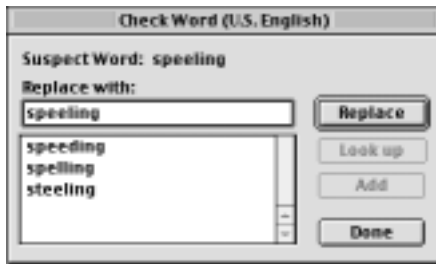 Check Word (U.S. English)
Suspect Word: speeling
Replace with:
speeling
Replace
speeding
spelling
steeling
Look up
Add
Done